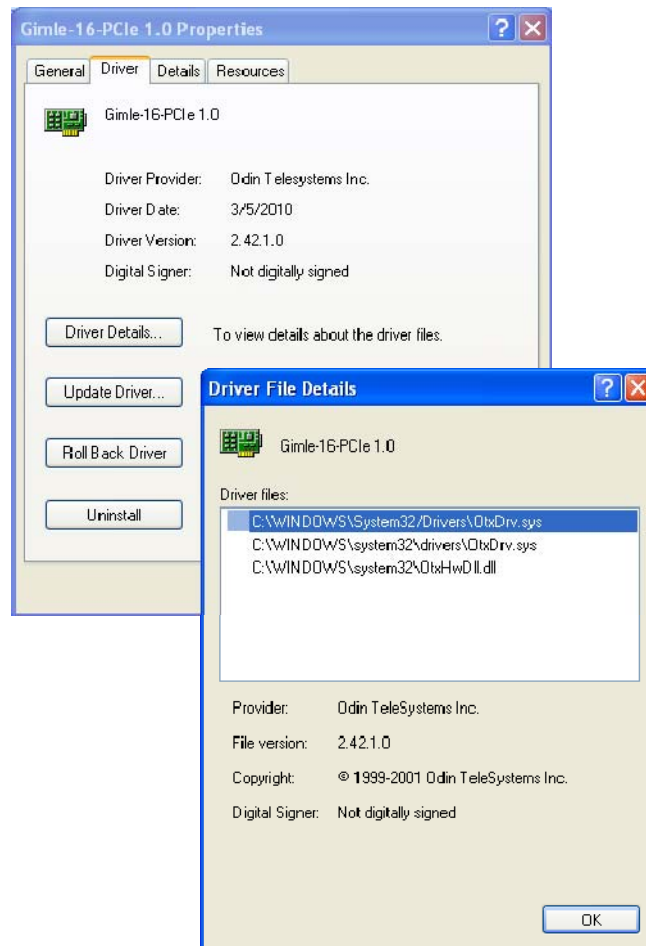 Gimle-16-PCIe 1.0 Properties
General Driver Details Resources
Gimle-16-PCIe 1.0
Driver Provider: Odin Telesystems Inc.
Driver Date: 3/5/2010
Driver Version: 2.42.1.0
Digital Signer: Not digitally signed
Driver Details... To view details about the driver files.
Update Driver...
Roll Back Driver
Uninstall
Driver File Details
Gimle-16-PCIe 1.0
Driver files:
C:\WINDOWS\System32/Drivers\OtxDrv.sys
C:\WINDOWS\system32\drivers\OtxDrv.sys
C:\WINDOWS\system32\OtxHwDll.dll
Provider: Odin TeleSystems Inc.
File version: 2.42.1.0
Copyright: © 1999-2001 Odin TeleSystems Inc.
Digital Signer: Not digitally signed
OK